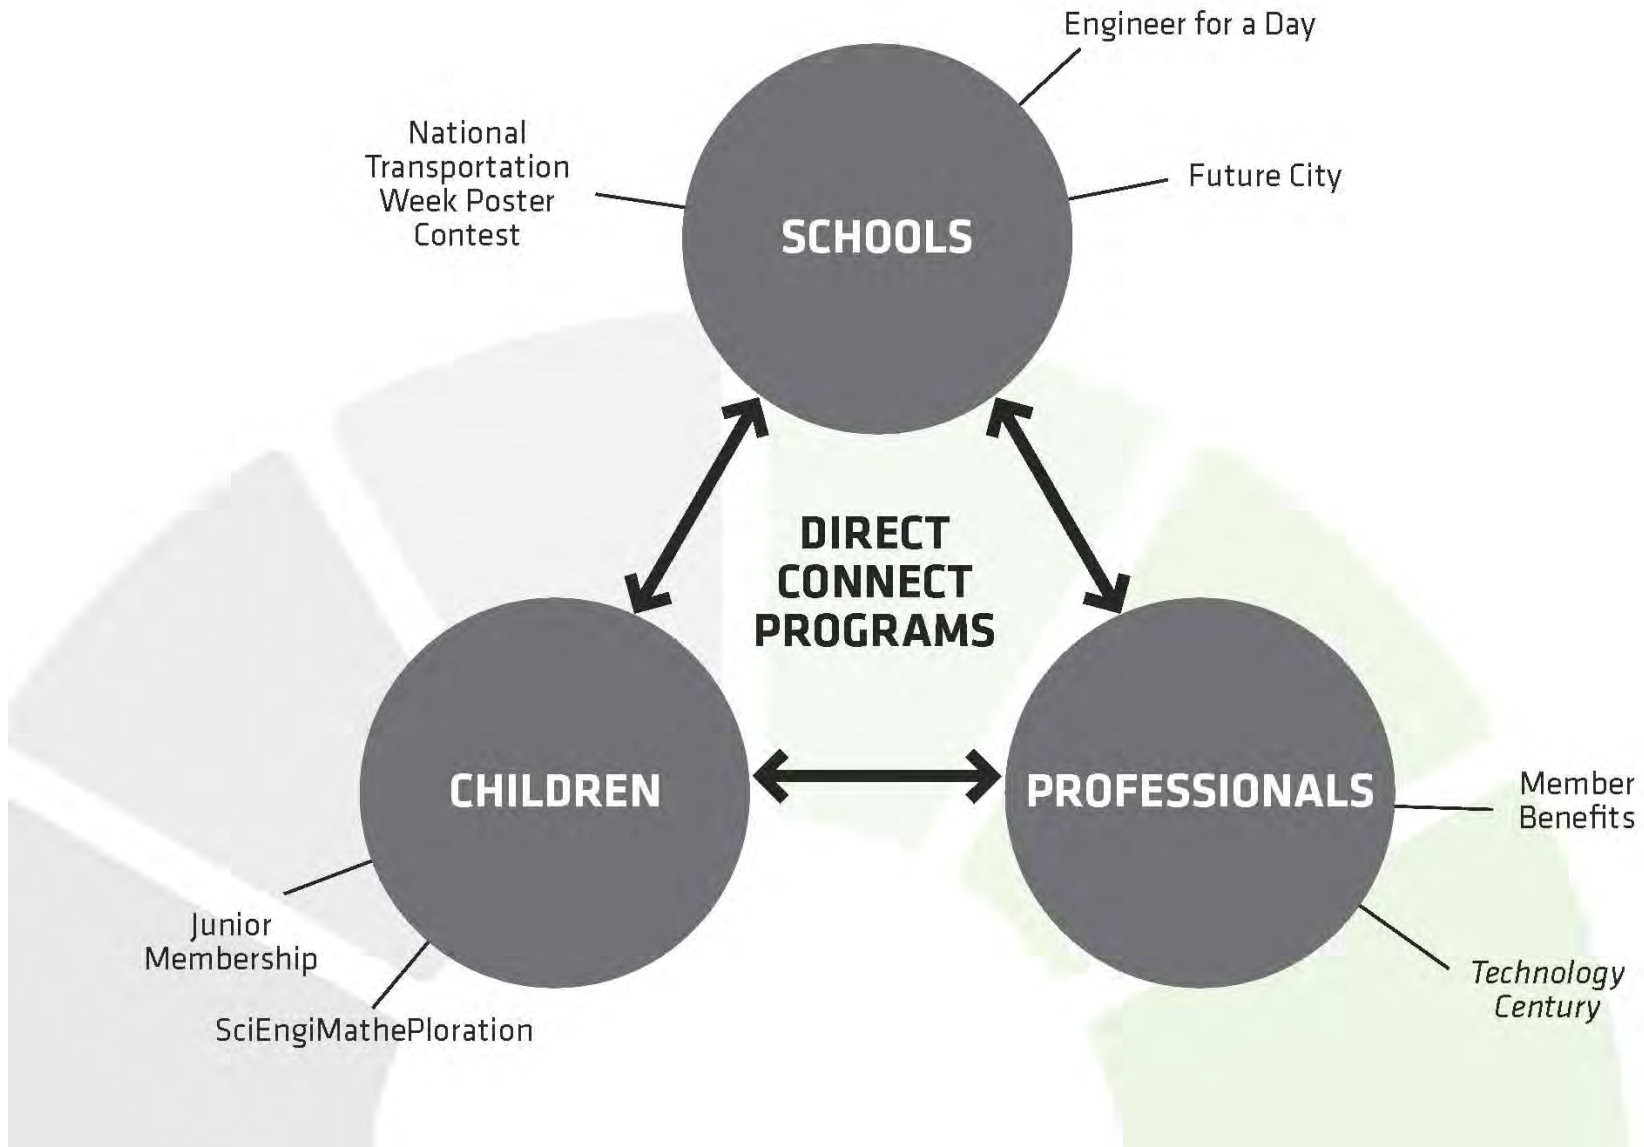 Engineer for a Day
National
Transportation
Week Poster
Contest
Future City
SCHOOLS
DIRECT
CONNECT
PROGRAMS
CHILDREN
PROFESSIONALS
Member
Benefits
Junior
Membership
Technology
Century
SciEngiMathePloration